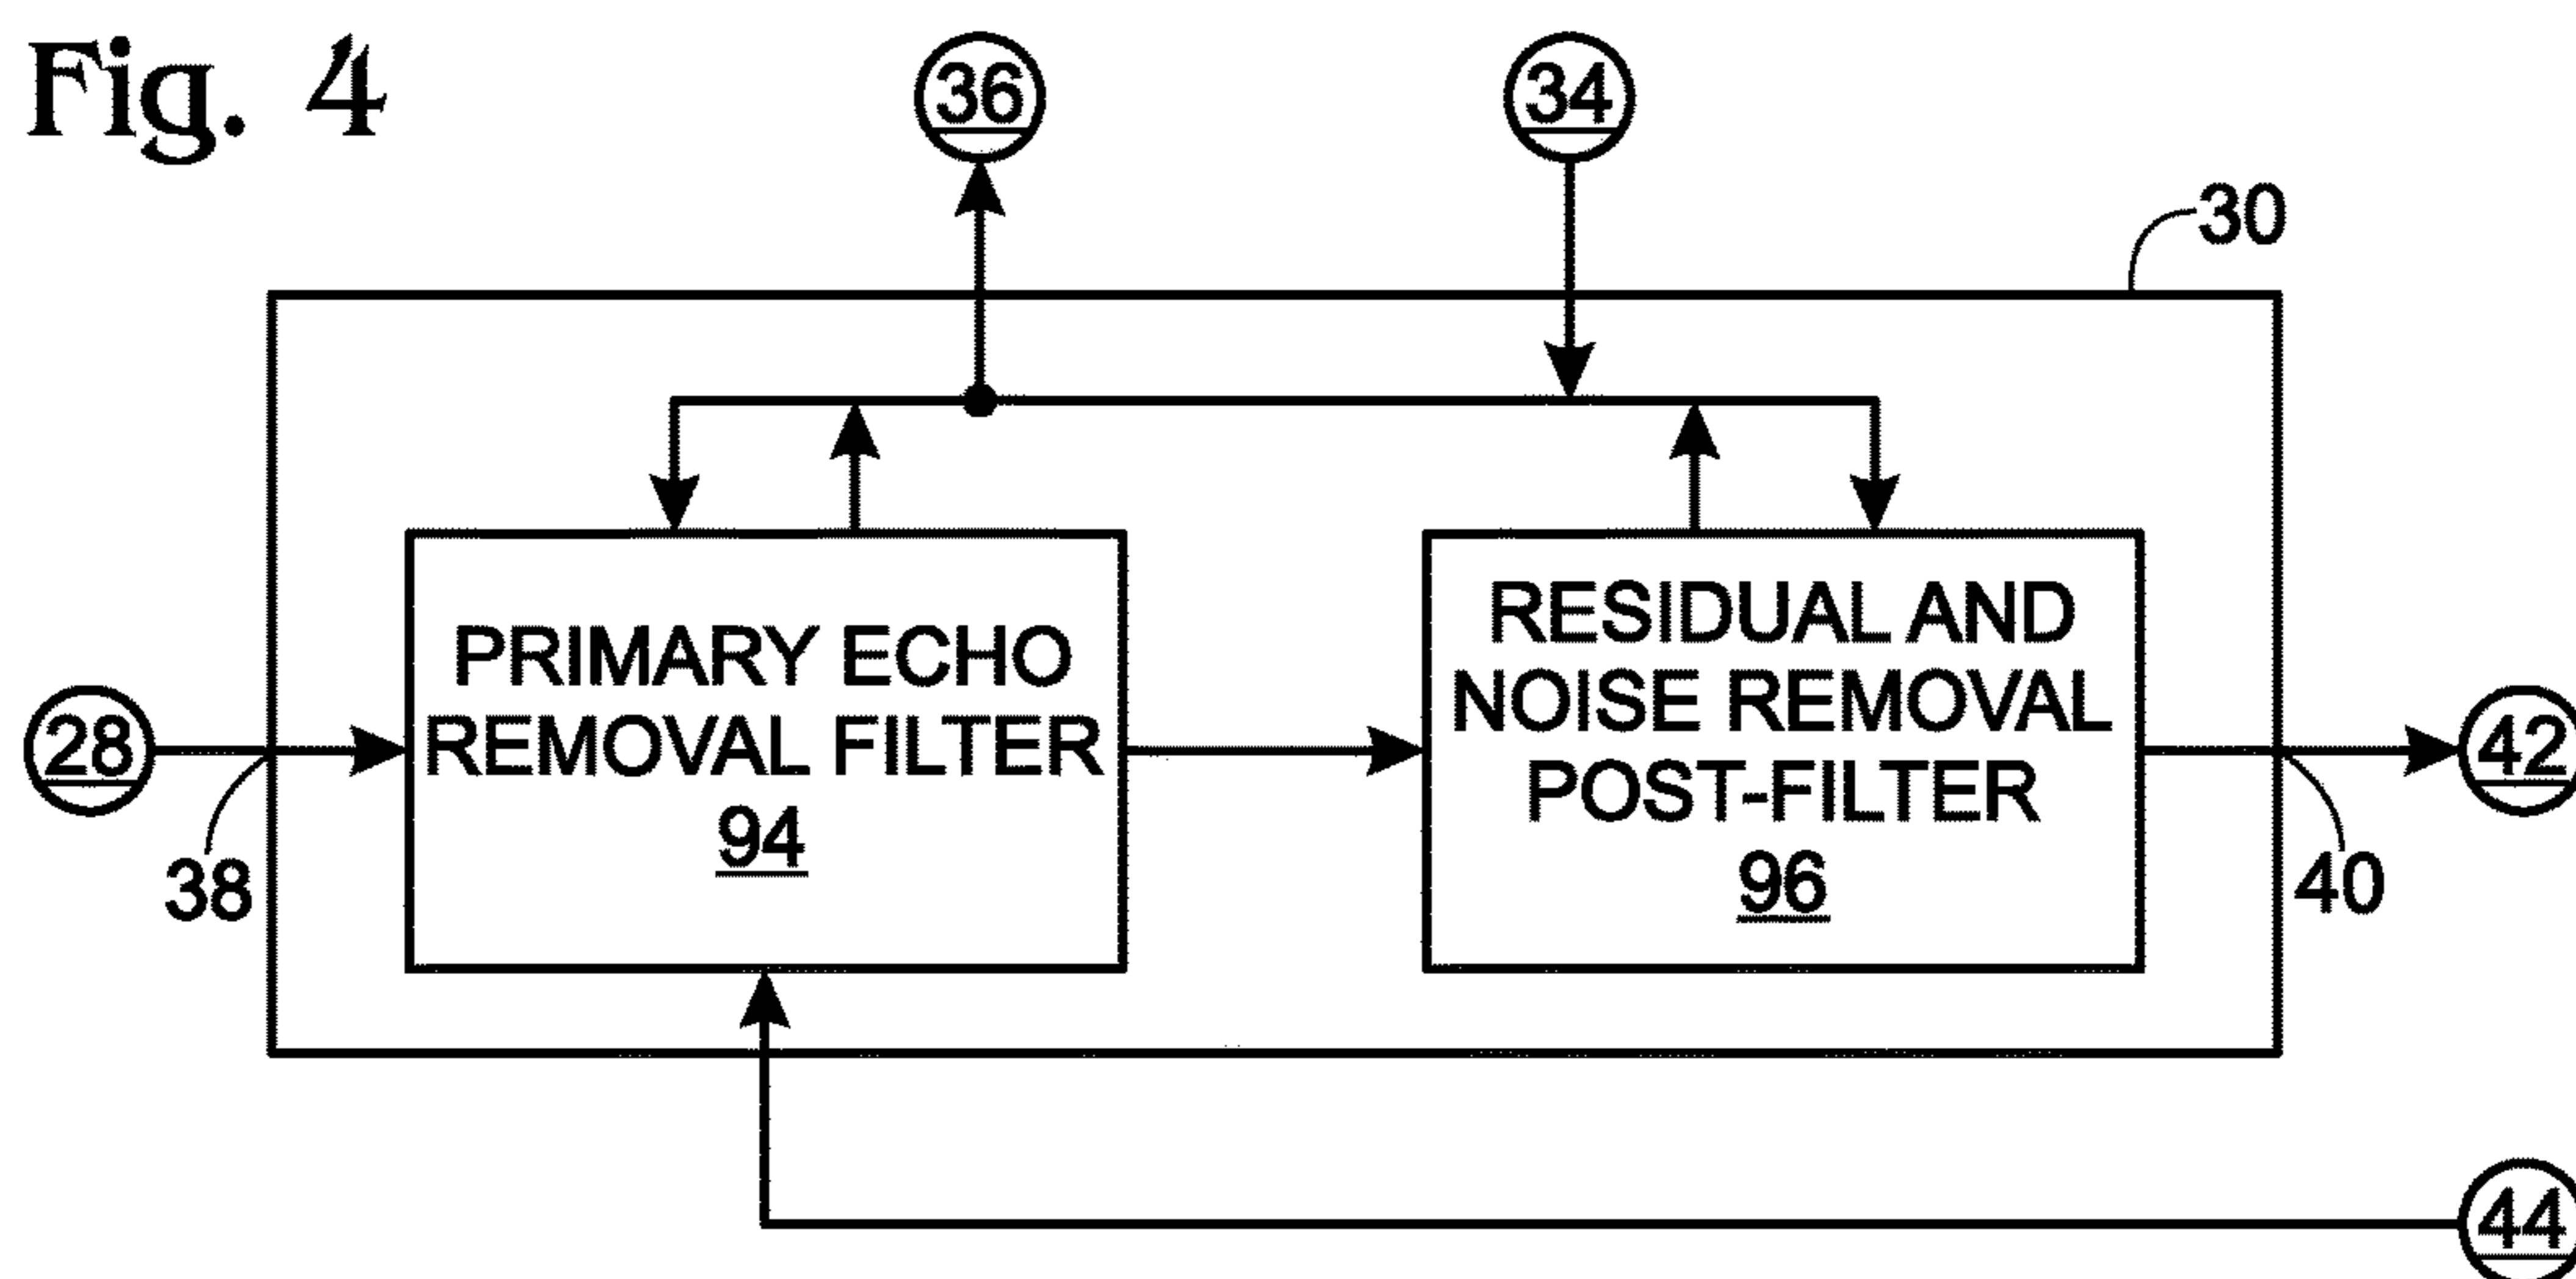 Fig. 4
36
34
30
PRIMARY ECHO
REMOVAL FILTER
94
RESIDUAL AND
NOISE REMOVAL
POST-FILTER
96
28
38
42
40
44